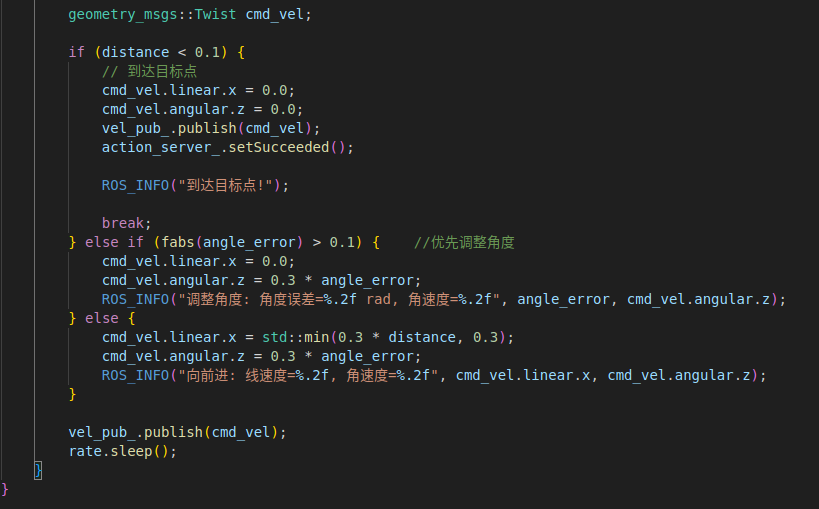 geometry_msgs::Twist cmd_vel;
if (distance < 0.1) {
// 到达目标点
cmd_vel.linear.x = 0.0;
cmd_vel.angular.z = 0.0;
vel_pub_.publish(cmd_vel);
action_server_.setSucceeded();
ROS_INFO("到达目标点!");
break;
} else if (fabs(angle_error) > 0.1) {    //优先调整角度
cmd_vel.linear.x = 0.0;
cmd_vel.angular.z = 0.3 * angle_error;
ROS_INFO("调整角度: 角度误差=%.2f rad, 角速度=%.2f", angle_error, cmd_vel.angular.z);
} else {
cmd_vel.linear.x = std::min(0.3 * distance, 0.3);
cmd_vel.angular.z = 0.3 * angle_error;
ROS_INFO("向前进: 线速度=%.2f, 角速度=%.2f", cmd_vel.linear.x, cmd_vel.angular.z);
}
vel_pub_.publish(cmd_vel);
rate.sleep();
}
}